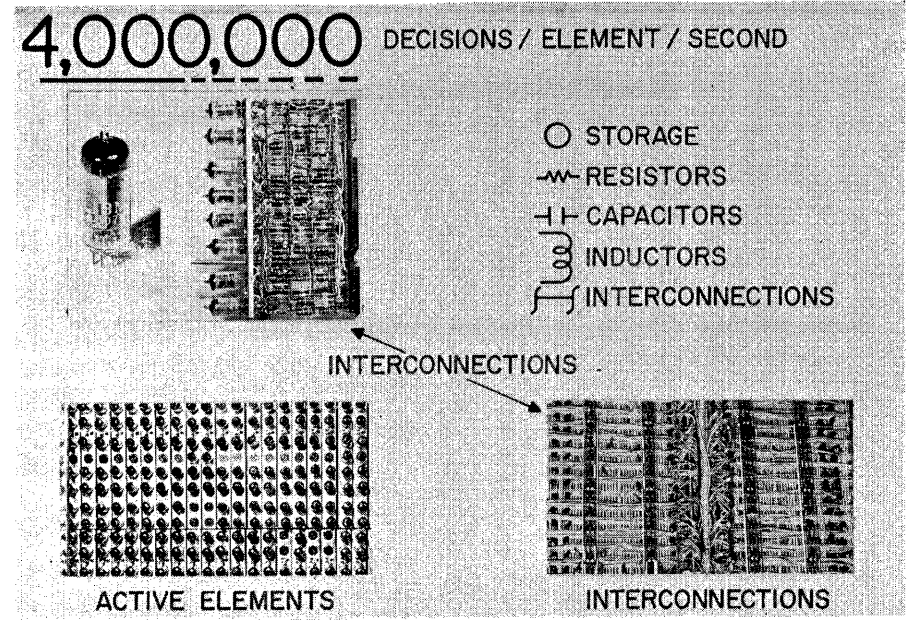 4,000,000 DECISIONS / ELEMENT / SECOND
STORAGE
RESISTORS
CAPACITORS
INDUCTORS
INTERCONNECTIONS
INTERCONNECTIONS
ACTIVE ELEMENTS
INTERCONNECTIONS